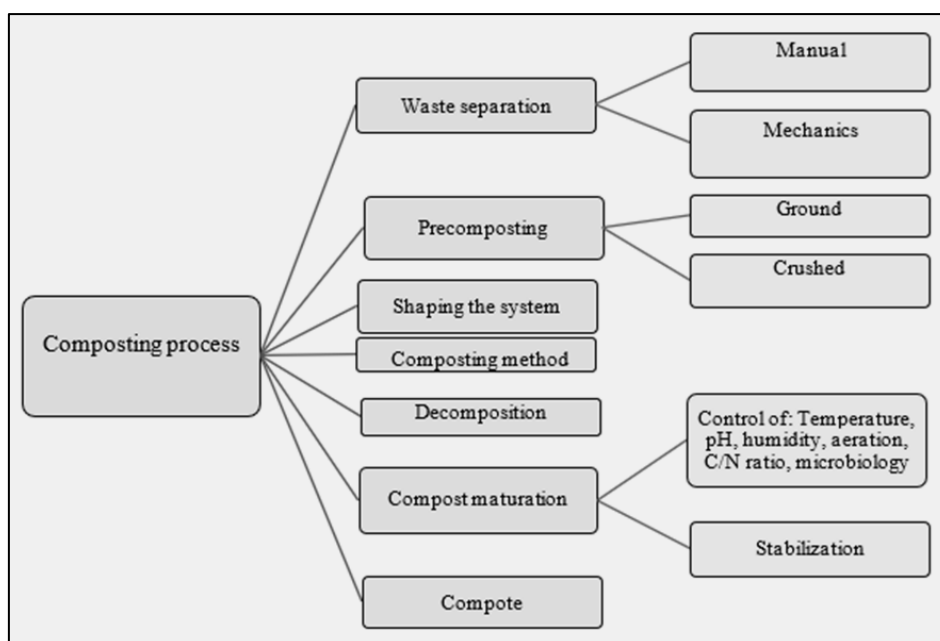 Composting process
Waste separation
Manual
Mechanics
Precomposting
Ground
Crushed
Shaping the system
Composting method
Decomposition
Compost maturation
Control of: Temperature,
pH, humidity, aeration,
C/N ratio, microbiology
Stabilization
Compote